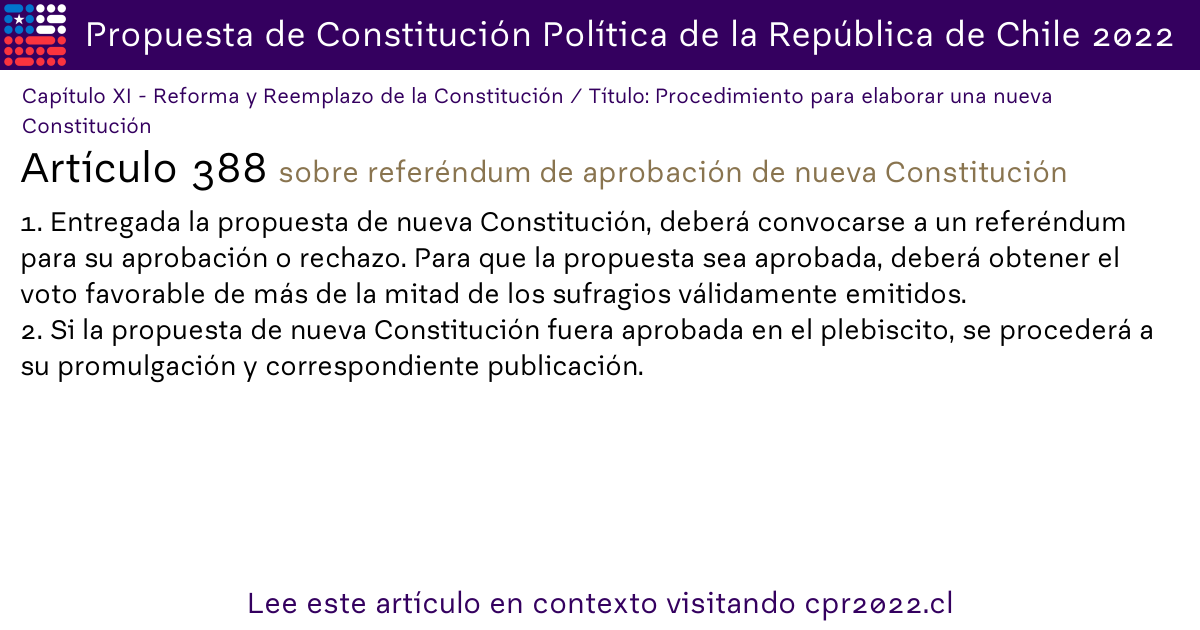 Propuesta de Constitución Política de la República de Chile 2022
Capítulo XI - Reforma y Reemplazo de la Constitución / Título: Procedimiento para elaborar una nueva
Constitución
Artículo 388 sobre referéndum de aprobación de nueva Constitución
1. Entregada la propuesta de nueva Constitución, deberá convocarse a un referéndum
para su aprobación o rechazo. Para que la propuesta sea aprobada, deberá obtener el
voto favorable de más de la mitad de los sufragios válidamente emitidos.
2. Si la propuesta de nueva Constitución fuera aprobada en el plebiscito, se procederá a
su promulgación y correspondiente publicación.
Lee este artículo en contexto visitando cpr2022.cl